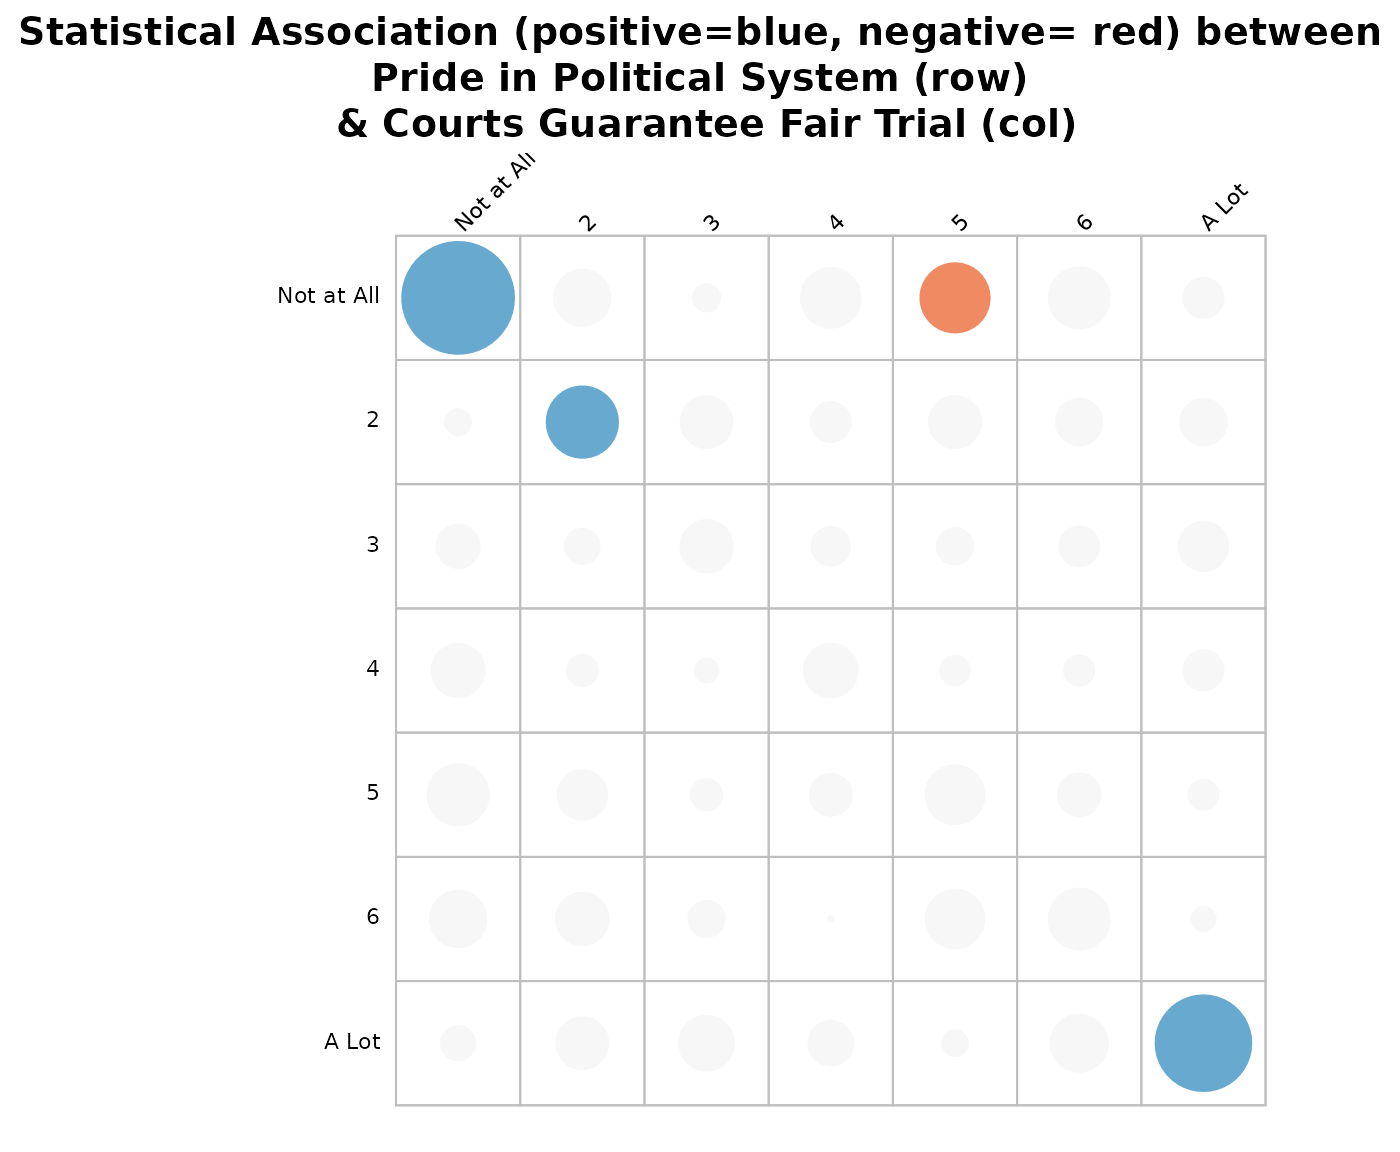 Statistical Association (positive=blue, negative= red) between
Pride in Political System (row)
& Courts Guarantee Fair Trial (col)
Not at All 2 3 4 5 6 A Lot
Not at All
2
3
4
5
6
A Lot